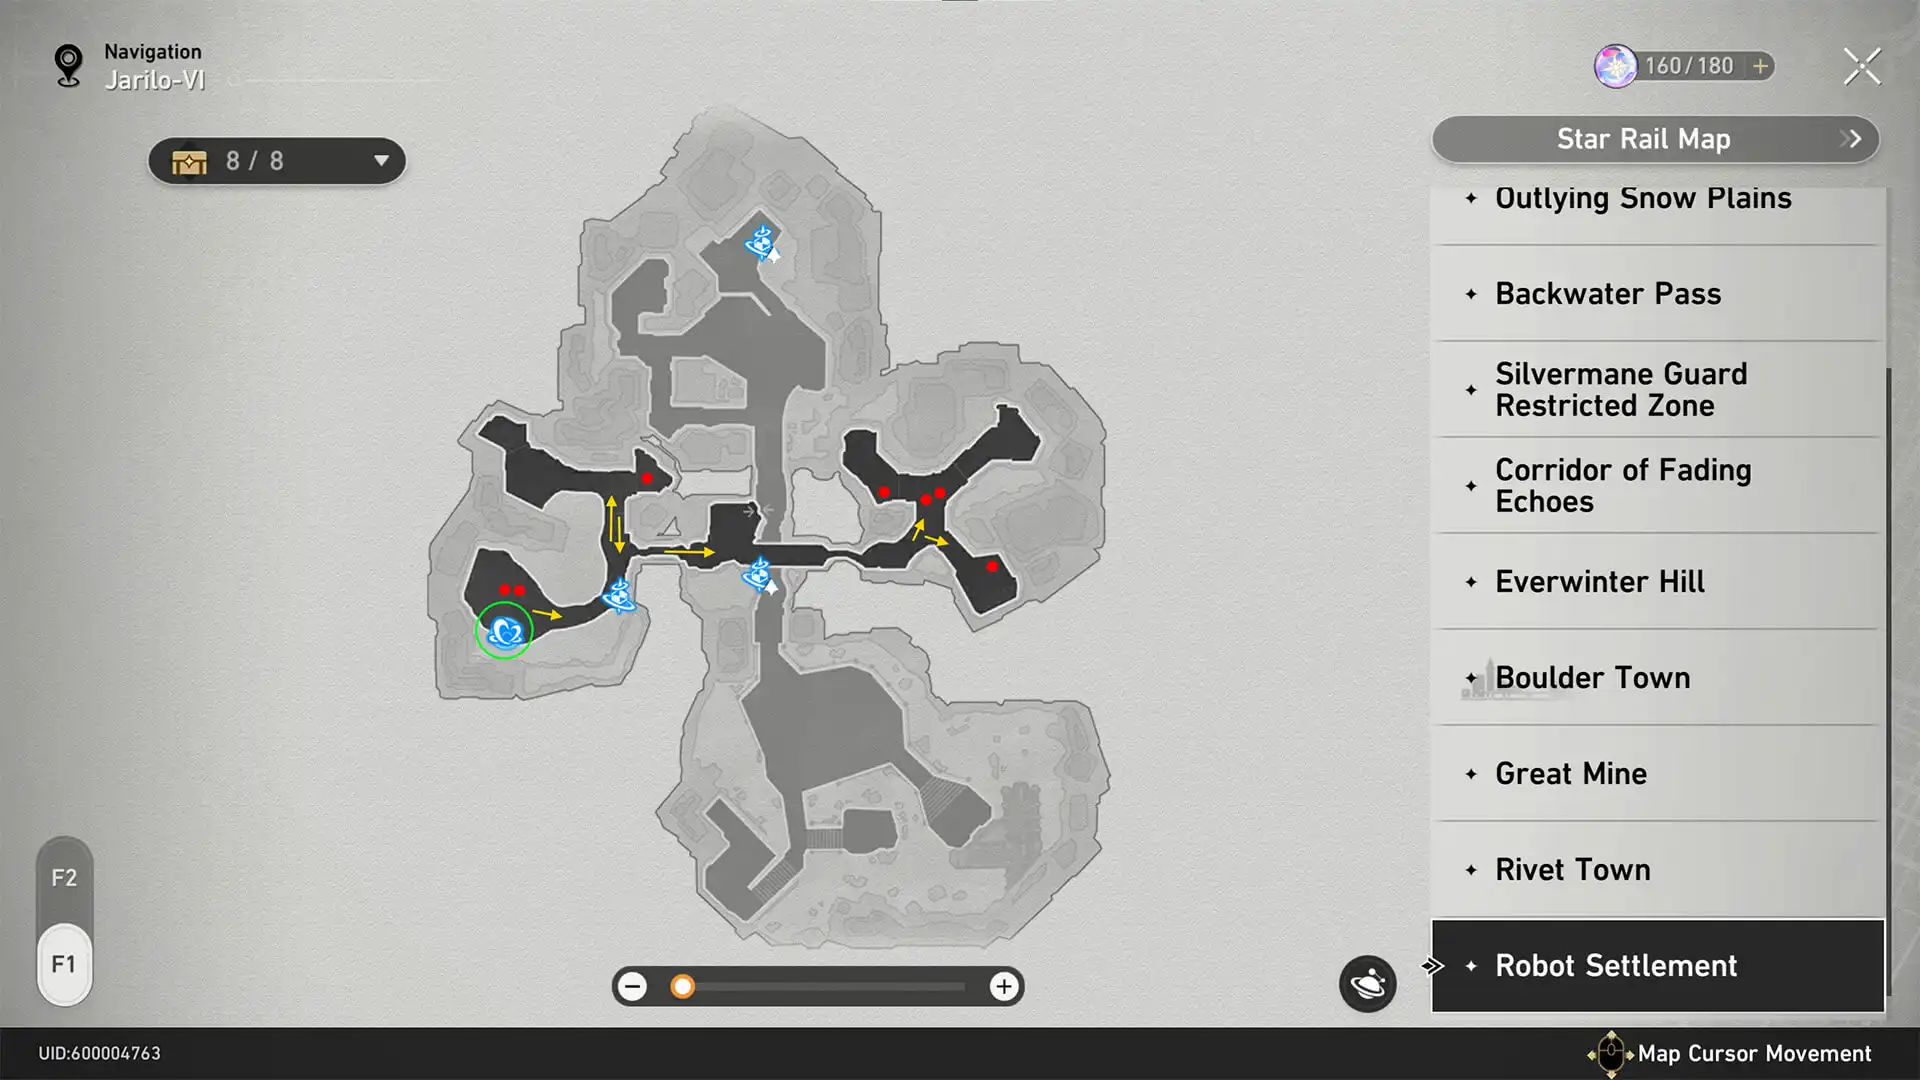 Navigation
Jarilo-VI
160/180
8 / 8
Star Rail Map
Outlying Snow Plains
Backwater Pass
Silvermane Guard
Restricted Zone
Corridor of Fading
Echoes
Everwinter Hill
Boulder Town
Great Mine
Rivet Town
Robot Settlement
F2
F1
UID:600004763
Map Cursor Movement